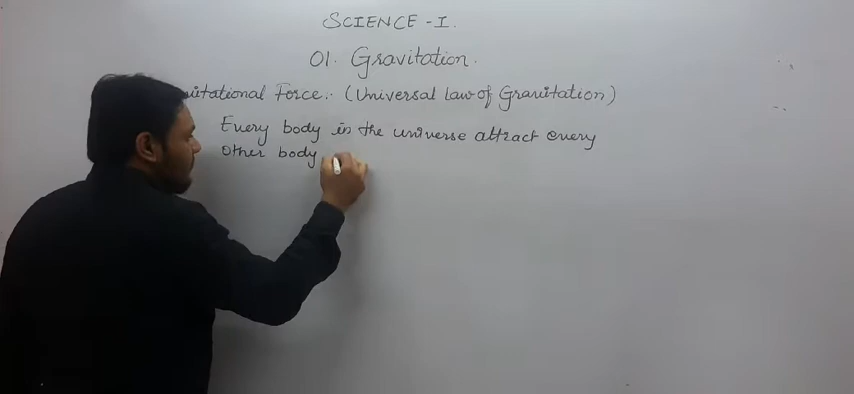 SCIENCE - I.
01. Gravitation.
Force:- (Universal Law of Gravitation)
Every body in the universe attract every
other body